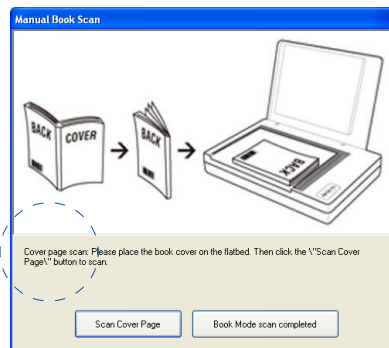 Manual Book Scan
BACK
COVER
BACK
BACK
Cover page scan: Please place the book cover on the flatbed. Then click the \"Scan Cover
Page\" button to scan.
Scan Cover Page
Book Mode scan completed